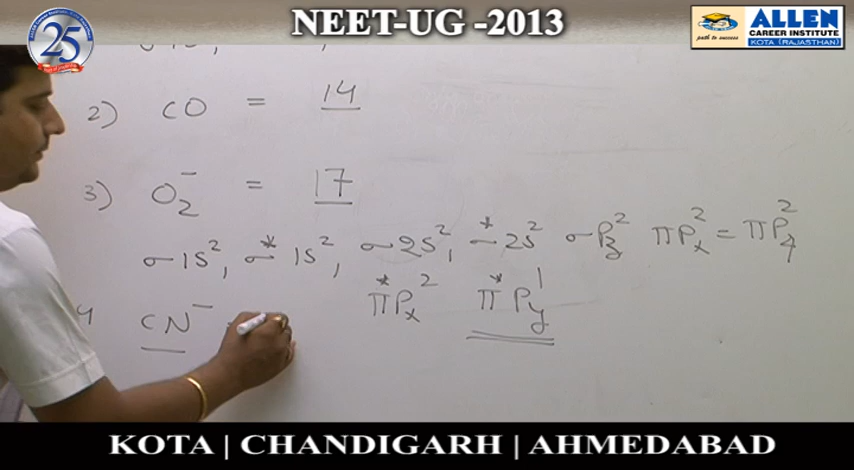 NEET-UG -2013
25
ALLEN
CAREER INSTITUTE
KOTA (RAJASTHAN)
path to success
2) CO = 14
3) O₂⁻ = 17
σ1s², σ*1s², σ2s², σ*2s² σPz² πPx² = πPy²
π*Px² π*Py¹
4 CN⁻
KOTA | CHANDIGARH | AHMEDABAD